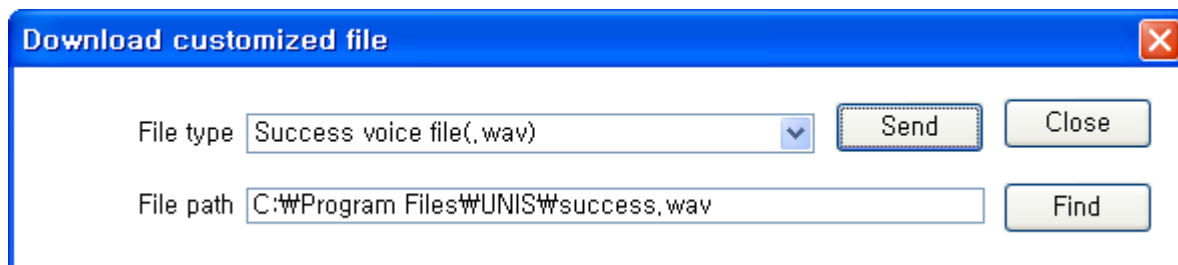 Download customized file
File type Success voice file(.wav) Send Close
File path C:₩Program Files₩UNIS₩success.wav Find